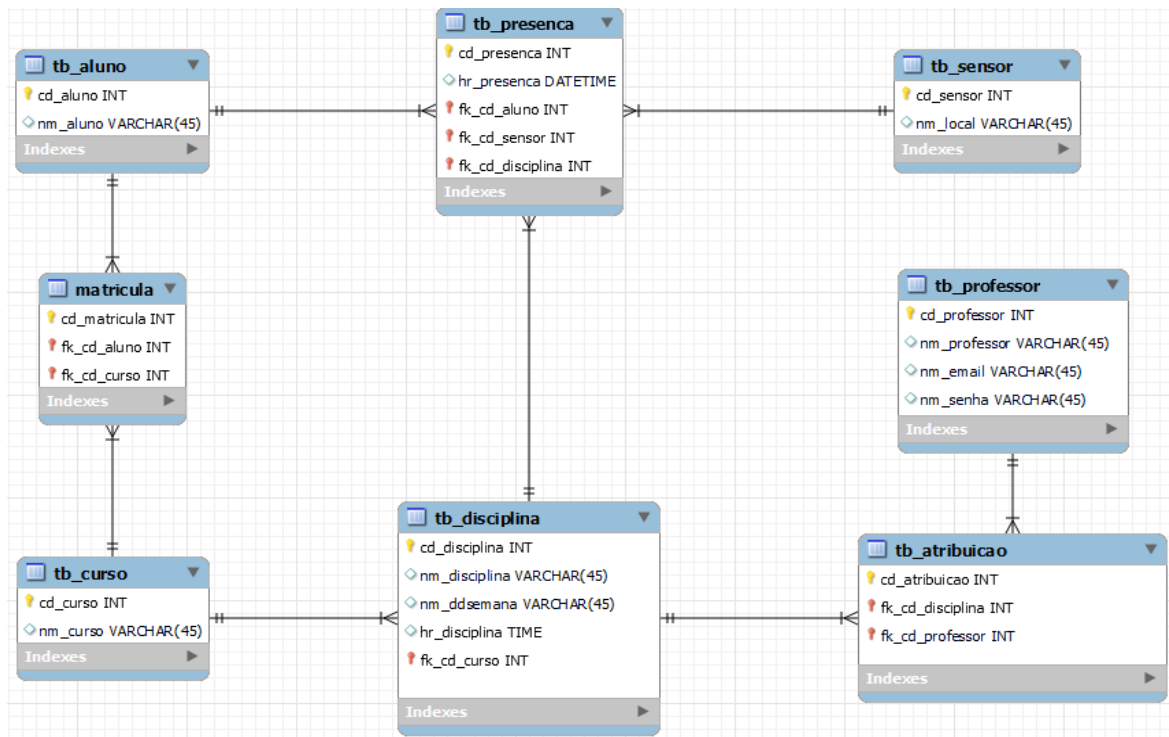 tb_presenca
cd_presenca INT
hr_presenca DATETIME
fk_cd_aluno INT
fk_cd_sensor INT
fk_cd_disciplina INT
Indexes
tb_aluno
cd_aluno INT
nm_aluno VARCHAR(45)
Indexes
tb_sensor
cd_sensor INT
nm_local VARCHAR(45)
Indexes
matricula
cd_matricula INT
fk_cd_aluno INT
fk_cd_curso INT
Indexes
tb_professor
cd_professor INT
nm_professor VARCHAR(45)
nm_email VARCHAR(45)
nm_senha VARCHAR(45)
Indexes
tb_curso
cd_curso INT
nm_curso VARCHAR(45)
Indexes
tb_disciplina
cd_disciplina INT
nm_disciplina VARCHAR(45)
nm_ddsemana VARCHAR(45)
hr_disciplina TIME
fk_cd_curso INT
Indexes
tb_atribuicao
cd_atribuicao INT
fk_cd_disciplina INT
fk_cd_professor INT
Indexes